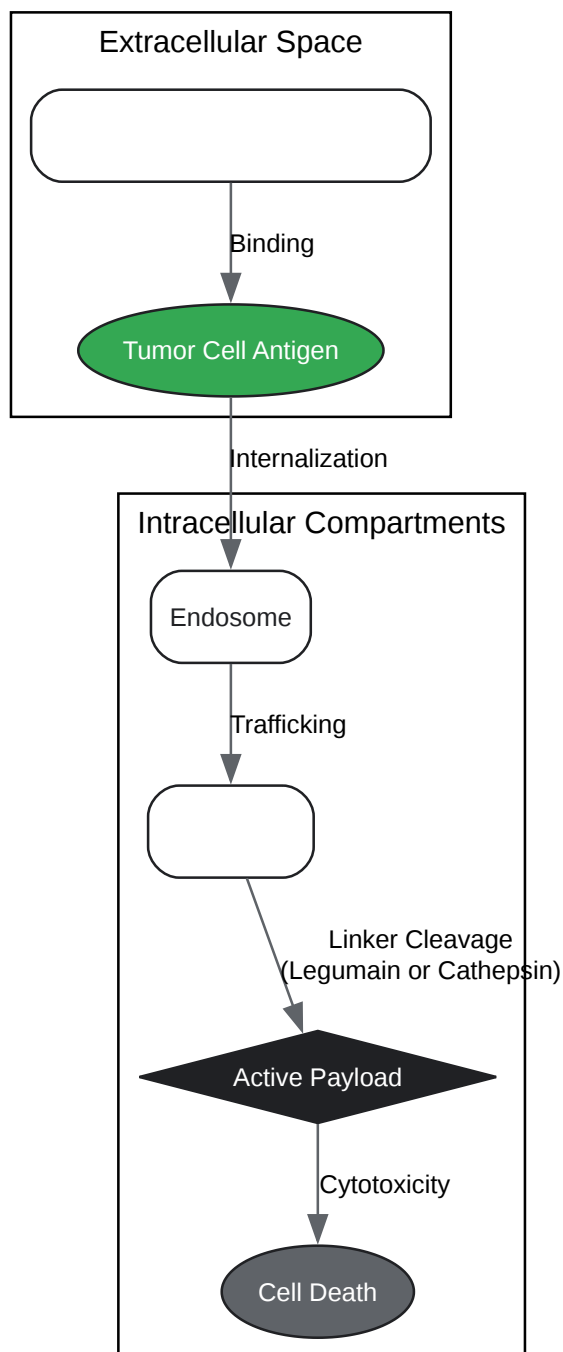 Extracellular Space
Binding
Tumor Cell Antigen
Internalization
Intracellular Compartments
Endosome
Trafficking
Linker Cleavage
(Legumain or Cathepsin)
Active Payload
Cytotoxicity
Cell Death